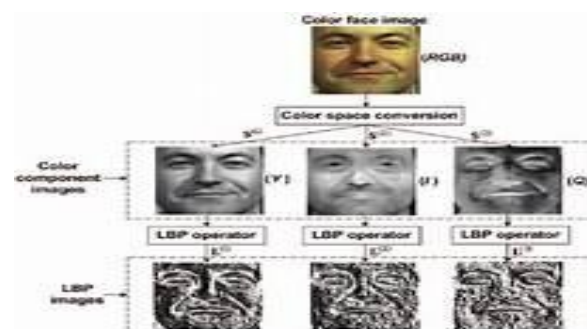 Color face image
(RGB)
Color space conversion
Color
component
images
(Y)
(I)
(Q)
LBP operator
LBP operator
LBP operator
LBP
images